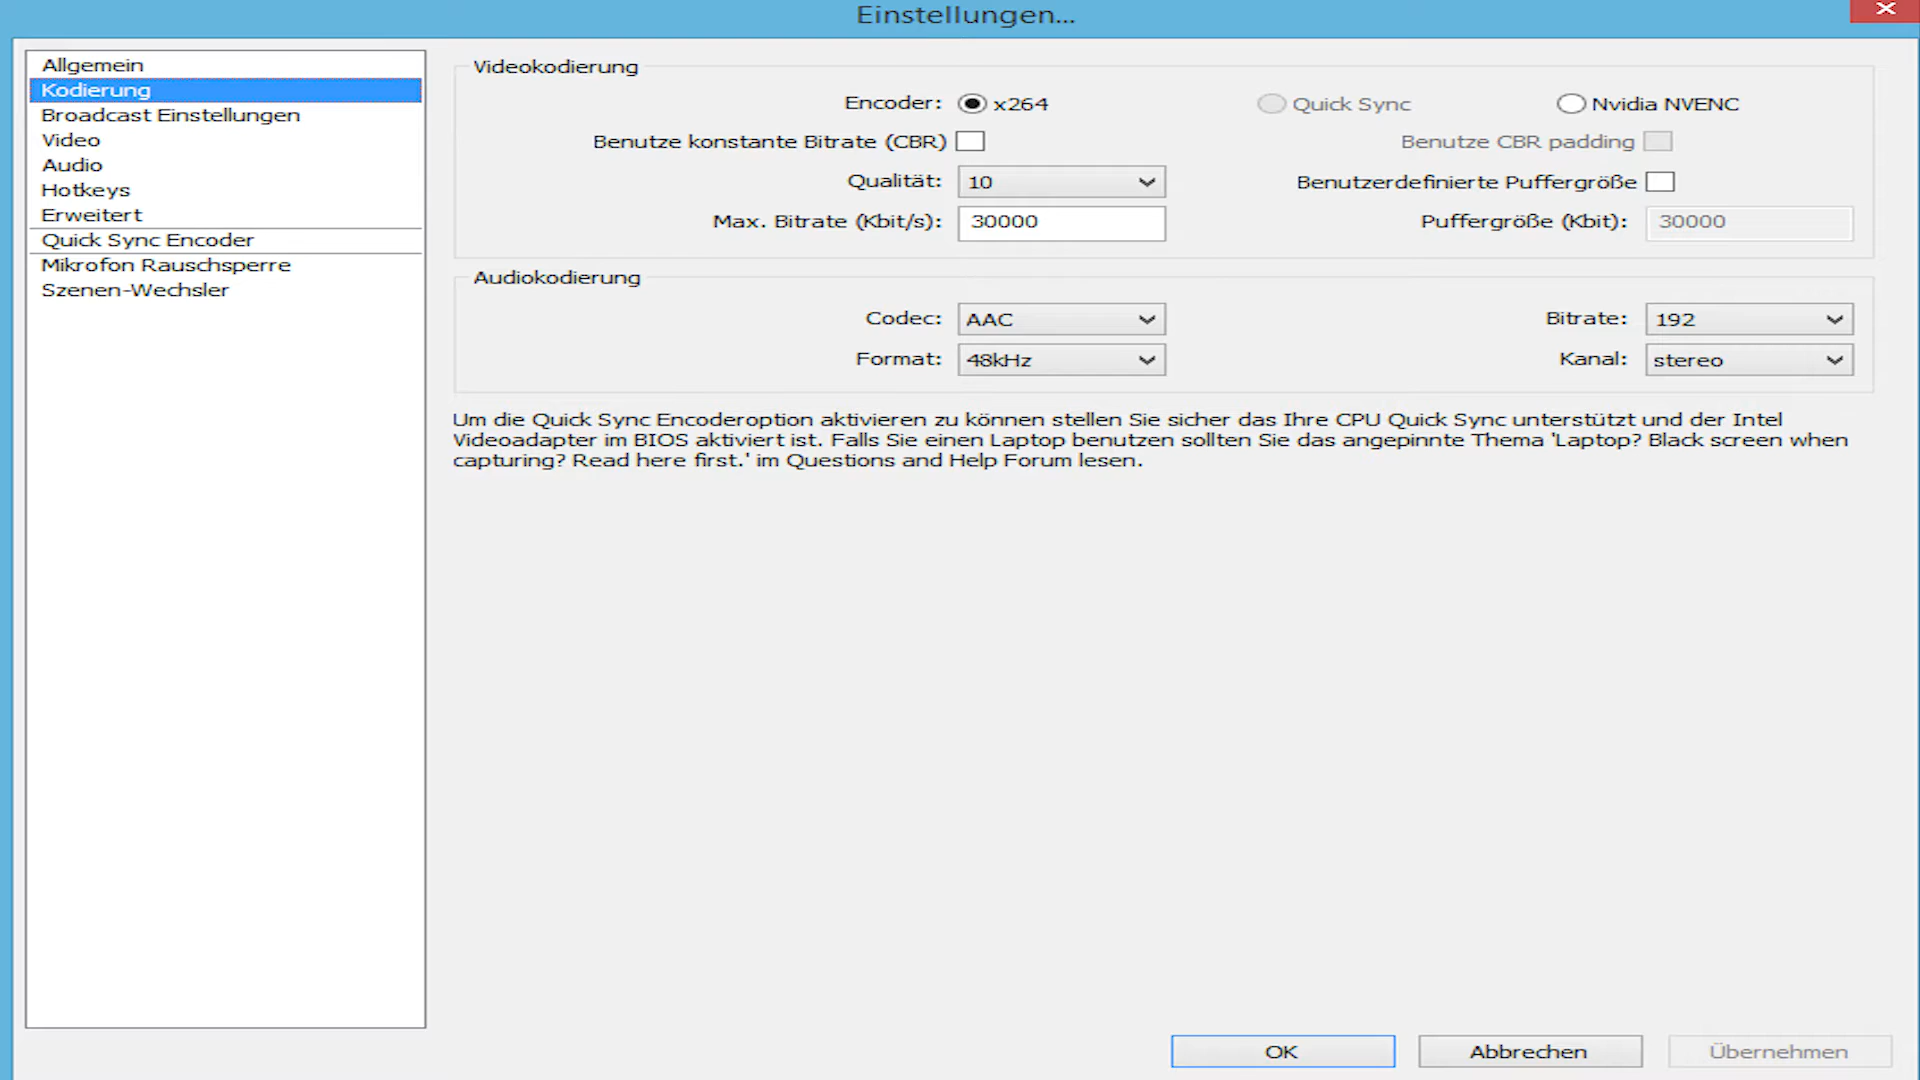 Einstellungen...
Allgemein
Kodierung
Broadcast Einstellungen
Video
Audio
Hotkeys
Erweitert
Quick Sync Encoder
Mikrofon Rauschsperre
Szenen-Wechsler
Videokodierung
Encoder: x264 Quick Sync Nvidia NVENC
Benutze konstante Bitrate (CBR) Benutze CBR padding
Qualität: 10 Benutzerdefinierte Puffergröße
Max. Bitrate (Kbit/s): 30000 Puffergröße (Kbit): 30000
Audiokodierung
Codec: AAC Bitrate: 192
Format: 48kHz Kanal: stereo
Um die Quick Sync Encoderoption aktivieren zu können stellen Sie sicher das Ihre CPU Quick Sync unterstützt und der Intel
Videoadapter im BIOS aktiviert ist. Falls Sie einen Laptop benutzen sollten Sie das angepinnte Thema 'Laptop? Black screen when
capturing? Read here first.' im Questions and Help Forum lesen.
OK Abbrechen Übernehmen